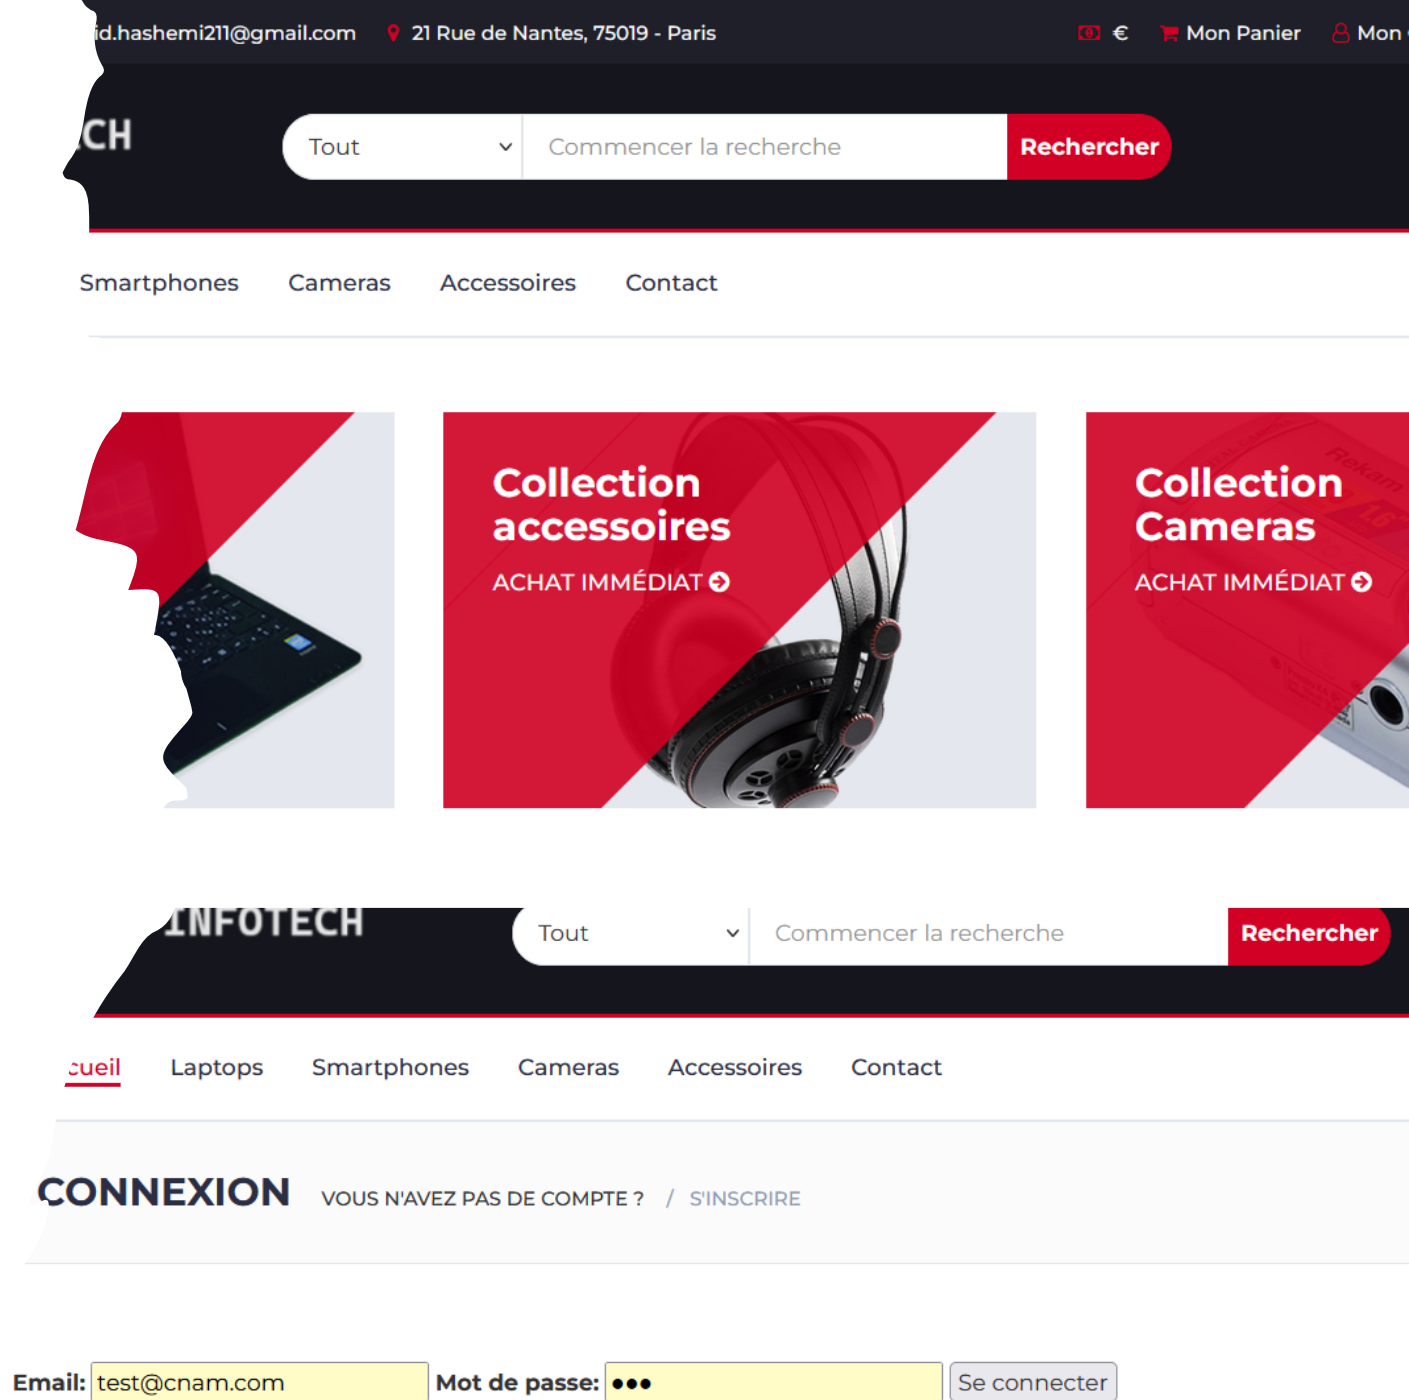 id.hashemi211@gmail.com 21 Rue de Nantes, 75019 - Paris € Mon Panier Mon
CH
Tout Commencer la recherche Rechercher
Smartphones Cameras Accessoires Contact
Collection
accessoires
ACHAT IMMÉDIAT
Collection
Cameras
ACHAT IMMÉDIAT
Rekam
1.6
INFOTECH
Tout Commencer la recherche Rechercher
cueil Laptops Smartphones Cameras Accessoires Contact
CONNEXION VOUS N'AVEZ PAS DE COMPTE ? / S'INSCRIRE
Email: test@cnam.com Mot de passe: ●●● Se connecter